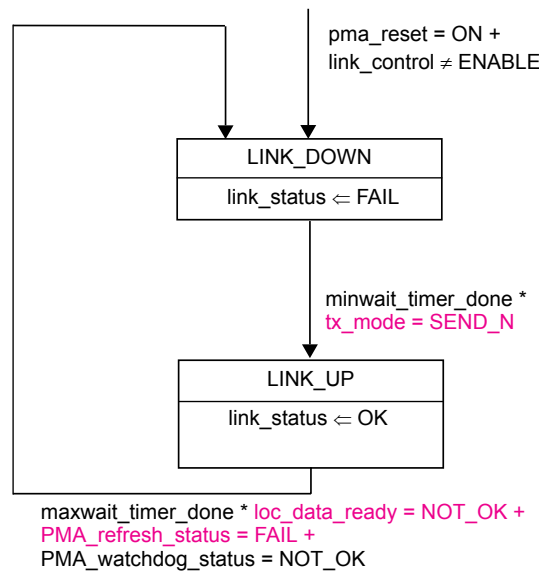 pma_reset = ON +
link_control ≠ ENABLE
LINK_DOWN
link_status ⇐ FAIL
minwait_timer_done *
tx_mode = SEND_N
LINK_UP
link_status ⇐ OK
maxwait_timer_done * loc_data_ready = NOT_OK +
PMA_refresh_status = FAIL +
PMA_watchdog_status = NOT_OK